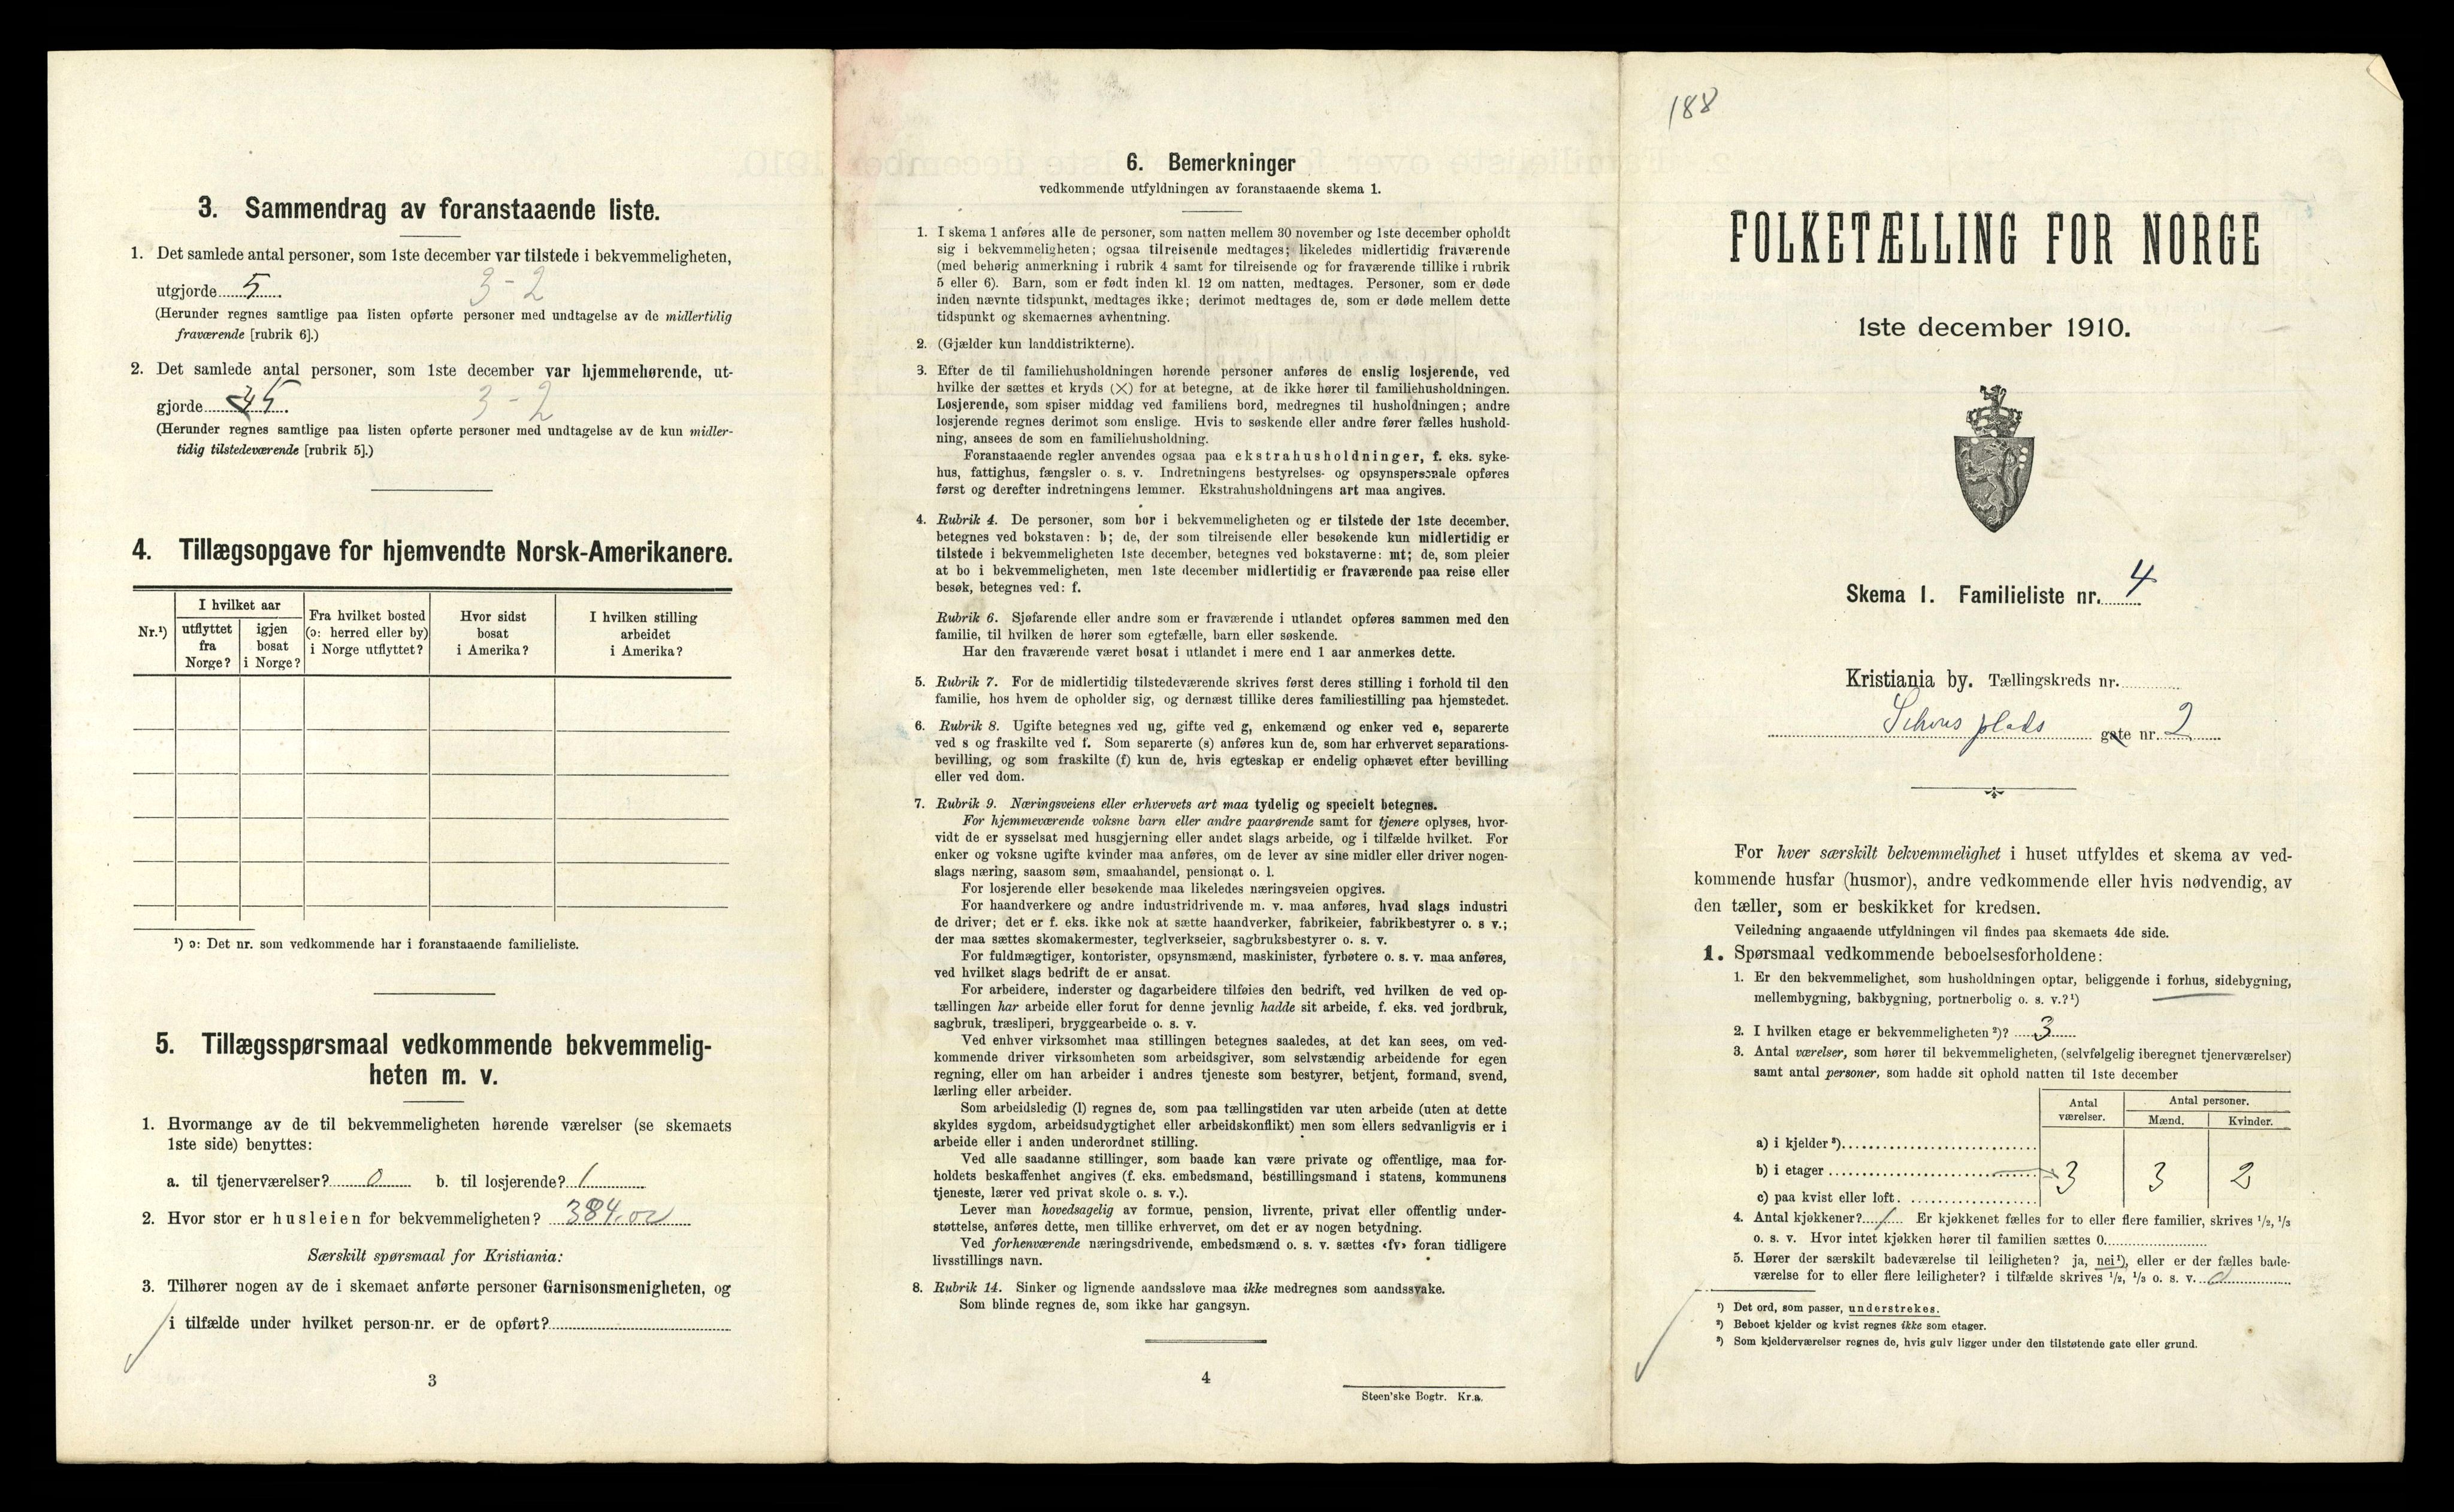 3. Sammendrag av foranstaaende liste.
1. Det samlede antal personer, som 1ste december var tilstede i bekvemmeligheten,
utgjorde 5 3-2
(Herunder regnes samtlige paa listen opførte personer med undtagelse av de midlertidig
fraværende [rubrik 6].)
2. Det samlede antal personer, som 1ste december var hjemmehørende, ut-
gjorde 5 3-2
(Herunder regnes samtlige paa listen opførte personer med undtagelse av de kun midler-
tidig tilstedeværende [rubrik 5].)
4. Tillægsopgave for hjemvendte Norsk-Amerikanere.
Nr.¹)
I hvilket aar
utflyttet
fra
Norge?
igjen
bosat
i Norge?
Fra hvilket bosted
(ɔ: herred eller by)
i Norge utflyttet?
Hvor sidst
bosat
i Amerika?
I hvilken stilling
arbeidet
i Amerika?
¹) ɔ: Det nr. som vedkommende har i foranstaaende familieliste.
5. Tillægsspørsmaal vedkommende bekvemmelig-
heten m. v.
1. Hvormange av de til bekvemmeligheten hørende værelser (se skemaets
1ste side) benyttes:
a. til tjenerværelser? 0 b. til losjerende? 1
2. Hvor stor er husleien for bekvemmeligheten? 384.00
Særskilt spørsmaal for Kristiania:
3. Tilhører nogen av de i skemaet anførte personer Garnisonsmenigheten, og
i tilfælde under hvilket person-nr. er de opført?
3
6. Bemerkninger
vedkommende utfyldningen av foranstaaende skema 1.
1. I skema 1 anføres alle de personer, som natten mellem 30 november og 1ste december opholdt
sig i bekvemmeligheten; ogsaa tilreisende medtages; likeledes midlertidig fraværende
(med behørig anmerkning i rubrik 4 samt for tilreisende og for fraværende tillike i rubrik
5 eller 6). Barn, som er født inden kl. 12 om natten, medtages. Personer, som er døde
inden nævnte tidspunkt, medtages ikke; derimot medtages de, som er døde mellem dette
tidspunkt og skemaernes avhentning.
2. (Gjælder kun landdistrikterne).
3. Efter de til familiehusholdningen hørende personer anføres de enslig losjerende, ved
hvilke der sættes et kryds (×) for at betegne, at de ikke hører til familiehusholdningen.
Losjerende, som spiser middag ved familiens bord, medregnes til husholdningen; andre
losjerende regnes derimot som enslige. Hvis to søskende eller andre fører fælles hushold-
ning, ansees de som en familiehusholdning.
Foranstaaende regler anvendes ogsaa paa ekstrahusholdninger, f. eks. syke-
hus, fattighus, fængsler o. s. v. Indretningens bestyrelses- og opsynspersonale opføres
først og derefter indretningens lemmer. Ekstrahusholdningens art maa angives.
4. Rubrik 4. De personer, som bor i bekvemmeligheten og er tilstede der 1ste december,
betegnes ved bokstaven: b; de, der som tilreisende eller besøkende kun midlertidig er
tilstede i bekvemmeligheten 1ste december, betegnes ved bokstaverne: mt; de, som pleier
at bo i bekvemmeligheten, men 1ste december midlertidig er fraværende paa reise eller
besøk, betegnes ved: f.
Rubrik 6. Sjøfarende eller andre som er fraværende i utlandet opføres sammen med den
familie, til hvilken de hører som egtefælle, barn eller søskende.
Har den fraværende været bosat i utlandet i mere end 1 aar anmerkes dette.
5. Rubrik 7. For de midlertidig tilstedeværende skrives først deres stilling i forhold til den
familie, hos hvem de opholder sig, og dernæst tillike deres familiestilling paa hjemstedet.
6. Rubrik 8. Ugifte betegnes ved ug, gifte ved g, enkemænd og enker ved e, separerte
ved s og fraskilte ved f. Som separerte (s) anføres kun de, som har erhvervet separations-
bevilling, og som fraskilte (f) kun de, hvis egteskap er endelig ophævet efter bevilling
eller ved dom.
7. Rubrik 9. Næringsveiens eller erhvervets art maa tydelig og specielt betegnes.
For hjemmeværende voksne barn eller andre paarørende samt for tjenere oplyses, hvor-
vidt de er sysselsat med husgjerning eller andet slags arbeide, og i tilfælde hvilket. For
enker og voksne ugifte kvinder maa anføres, om de lever av sine midler eller driver nogen-
slags næring, saasom søm, smaahandel, pensionat o. l.
For losjerende eller besøkende maa likeledes næringsveien opgives.
For haandverkere og andre industridrivende m. v. maa anføres, hvad slags industri
de driver; det er f. eks. ikke nok at sætte haandverker, fabrikeier, fabrikbestyrer o. s v.;
der maa sættes skomakermester, teglverkseier, sagbruksbestyrer o. s. v.
For fuldmægtiger, kontorister, opsynsmænd, maskinister, fyrbøtere o. s. v. maa anføres,
ved hvilket slags bedrift de er ansat.
For arbeidere, inderster og dagarbeidere tilføies den bedrift, ved hvilken de ved op-
tællingen har arbeide eller forut for denne jevnlig hadde sit arbeide, f. eks. ved jordbruk,
sagbruk, træsliperi, bryggearbeide o. s. v.
Ved enhver virksomhet maa stillingen betegnes saaledes, at det kan sees, om ved-
kommende driver virksomheten som arbeidsgiver, som selvstændig arbeidende for egen
regning, eller om han arbeider i andres tjeneste som bestyrer, betjent, formand, svend,
lærling eller arbeider.
Som arbeidsledig (l) regnes de, som paa tællingstiden var uten arbeide (uten at dette
skyldes sygdom, arbeidsudygtighet eller arbeidskonflikt) men som ellers sedvanligvis er i
arbeide eller i anden underordnet stilling.
Ved alle saadanne stillinger, som baade kan være private og offentlige, maa for-
holdets beskaffenhet angives (f. eks. embedsmand, bestillingsmand i statens, kommunens
tjeneste, lærer ved privat skole o. s. v.).
Lever man hovedsagelig av formue, pension, livrente, privat eller offentlig under-
støttelse, anføres dette, men tillike erhvervet, om det er av nogen betydning.
Ved forhenværende næringsdrivende, embedsmænd o. s. v. sættes «fv» foran tidligere
livsstillings navn.
8. Rubrik 14. Sinker og lignende aandssløve maa ikke medregnes som aandssvake.
Som blinde regnes de, som ikke har gangsyn.
4
Steen'ske Bogtr. Kr.a.
188
FOLKETÆLLING FOR NORGE
1ste december 1910.
Skema 1. Familieliste nr. 4
Kristiania by. Tællingskreds nr.
Schous plads gate nr. 2
For hver særskilt bekvemmelighet i huset utfyldes et skema av ved-
kommende husfar (husmor), andre vedkommende eller hvis nødvendig, av
den tæller, som er beskikket for kredsen.
Veiledning angaaende utfyldningen vil findes paa skemaets 4de side.
1. Spørsmaal vedkommende beboelsesforholdene:
1. Er den bekvemmelighet, som husholdningen optar, beliggende i forhus, sidebygning,
mellembygning, bakbygning, portnerbolig o. s. v.?¹)
2. I hvilken etage er bekvemmeligheten²)? 3
3. Antal værelser, som hører til bekvemmeligheten, (selvfølgelig iberegnet tjenerværelser)
samt antal personer, som hadde sit ophold natten til 1ste december
Antal
værelser.
Antal personer.
Mænd. Kvinder.
a) i kjelder³)
b) i etager 3 3 2
c) paa kvist eller loft.
4. Antal kjøkkener? 1 Er kjøkkenet fælles for to eller flere familier, skrives ¹/₂, ¹/₃
o. s. v. Hvor intet kjøkken hører til familien sættes 0.
5. Hører der særskilt badeværelse til leiligheten? ja, nei¹), eller er der fælles bade-
værelse for to eller flere leiligheter? i tilfælde skrives ¹/₂, ¹/₃ o. s. v. 0
¹) Det ord, som passer, understrekes.
²) Beboet kjelder og kvist regnes ikke som etager.
³) Som kjelderværelser regnes de, hvis gulv ligger under den tilstøtende gate eller grund.